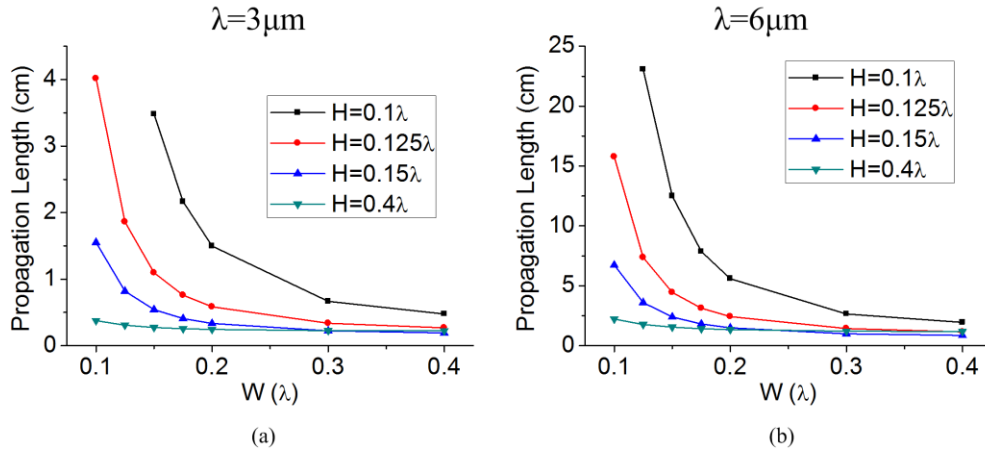 λ=3μm
Propagation Length (cm)
4
3
2
1
0
H=0.1λ
H=0.125λ
H=0.15λ
H=0.4λ
0.1 0.2 0.3 0.4
W (λ)
(a)
λ=6μm
Propagation Length (cm)
25
20
15
10
5
0
H=0.1λ
H=0.125λ
H=0.15λ
H=0.4λ
0.1 0.2 0.3 0.4
W (λ)
(b)